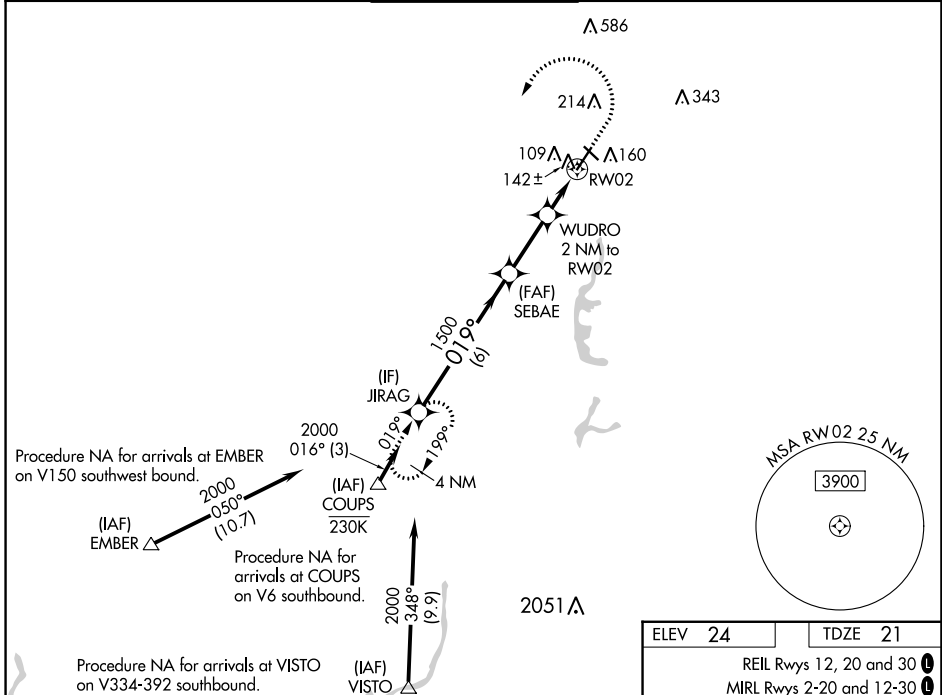 586
214
343
109
160
142±
RW02
WUDRO
2 NM to
RW02
(FAF)
SEBAE
1500
019°
(6)
(IF)
JIRAG
2000
016° (3)
019°
199°
4 NM
(IAF)
COUPS
230K
Procedure NA for arrivals at EMBER
on V150 southwest bound.
2000
050°
(10.7)
(IAF)
EMBER
Procedure NA for
arrivals at COUPS
on V6 southbound.
MSA RW02 25 NM
3900
2000
348°
(9.9)
2051
Procedure NA for arrivals at VISTO
on V334-392 southbound.
(IAF)
VISTO
ELEV 24
TDZE 21
REIL Rwys 12, 20 and 30 L
MIRL Rwys 2-20 and 12-30 L